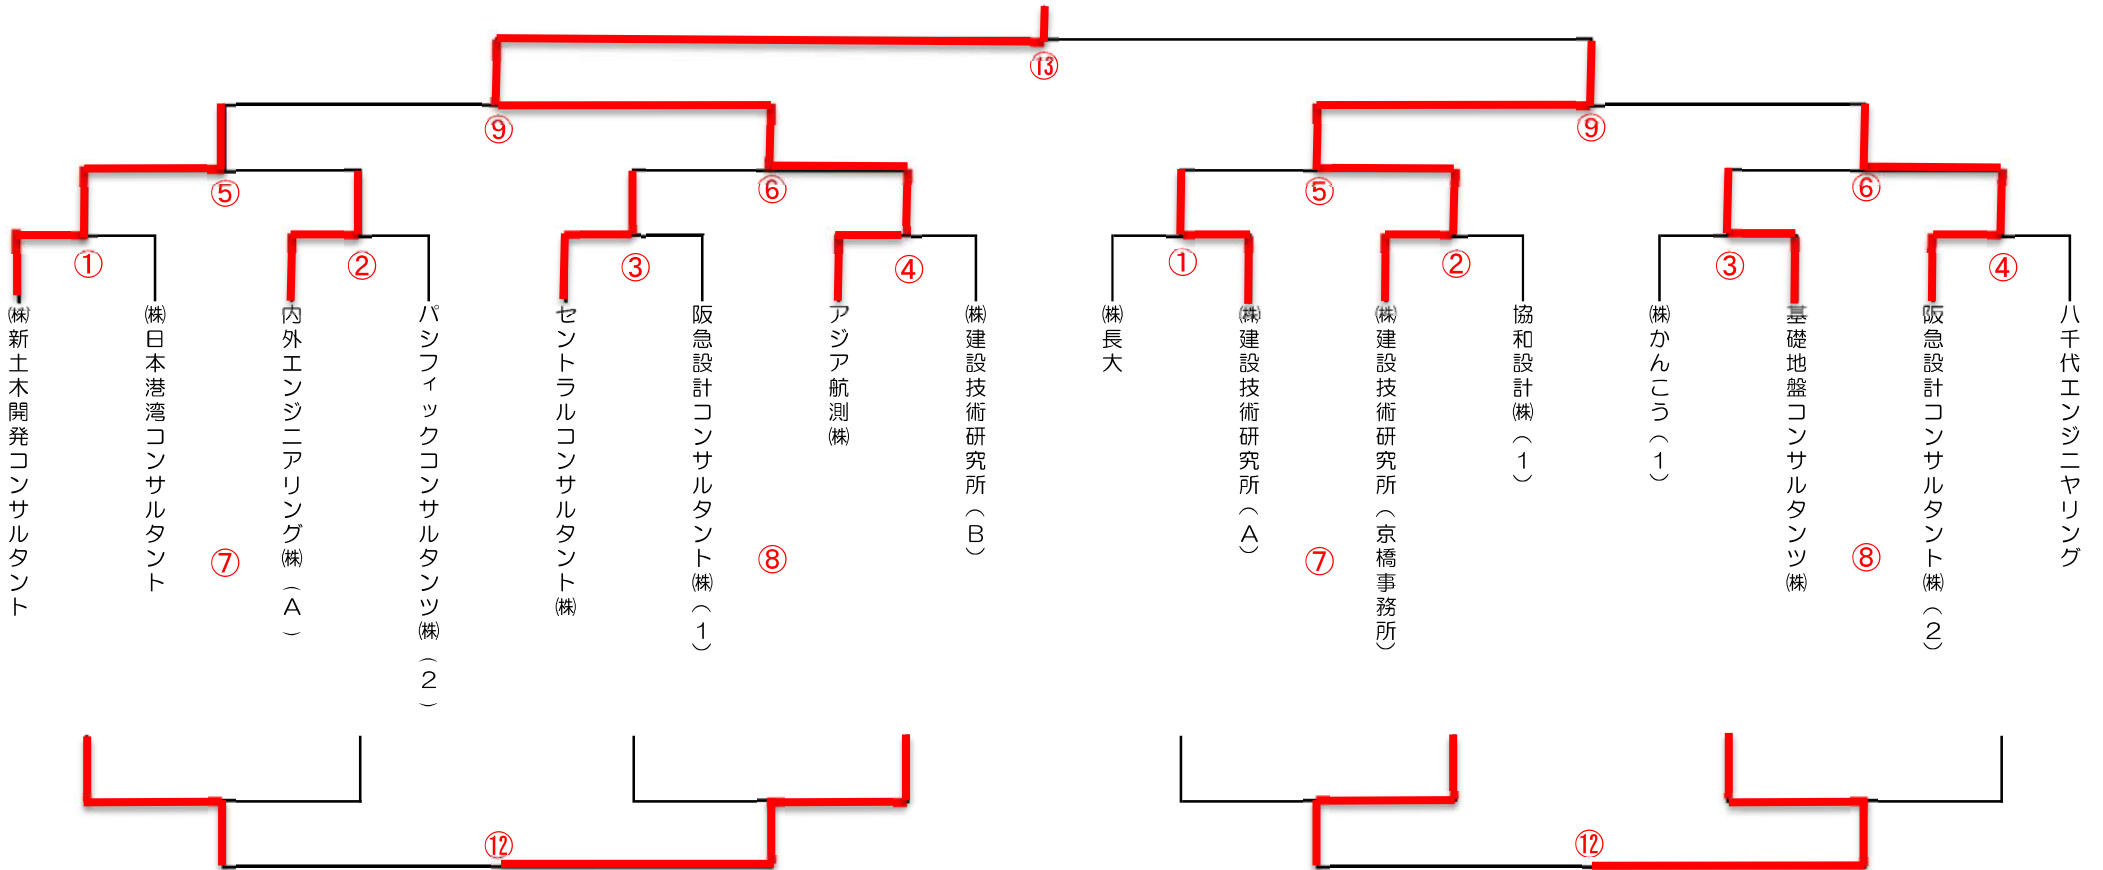 ⑬
⑨
⑨
⑤
⑥
⑤
⑥
①
②
③
④
①
②
③
④
㈱新土木開発コンサルタント
㈱日本港湾コンサルタント
内外エンジニアリング㈱（A）
パシフィックコンサルタンツ㈱（2）
セントラルコンサルタント㈱
阪急設計コンサルタント㈱（1）
アジア航測㈱
㈱建設技術研究所（B）
㈱長大
㈱建設技術研究所（A）
㈱建設技術研究所（京橋事務所）
協和設計㈱（1）
㈱かんこう（1）
基礎地盤コンサルタンツ㈱
阪急設計コンサルタント㈱（2）
八千代エンジニヤリング
⑦
⑧
⑦
⑧
⑫
⑫